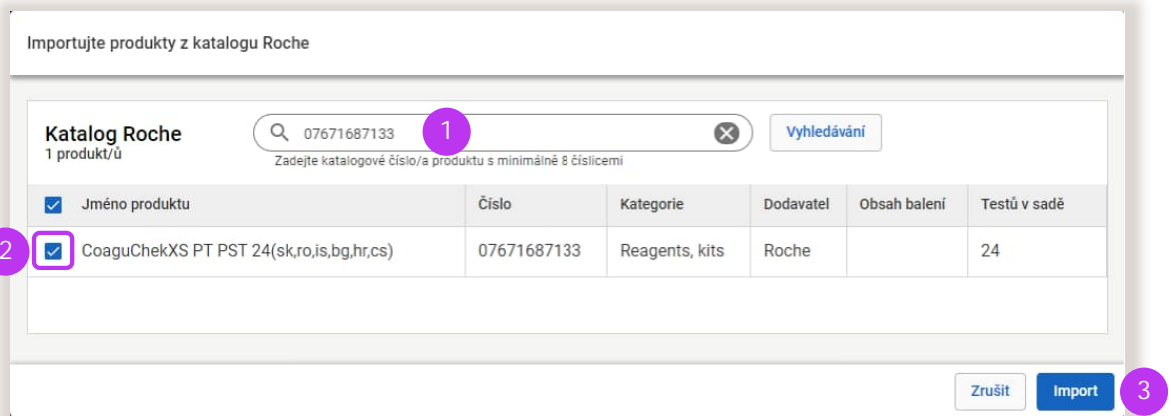 Importujte produkty z katalogu Roche
Katalog Roche
1 produkt/ů
07671687133
1
Vyhledávání
Zadejte katalogové číslo/a produktu s minimálně 8 číslicemi
Jméno produktu Číslo Kategorie Dodavatel Obsah balení Testů v sadě
2
CoaguChekXS PT PST 24(sk,ro,is,bg,hr,cs) 07671687133 Reagents, kits Roche 24
Zrušit Import 3